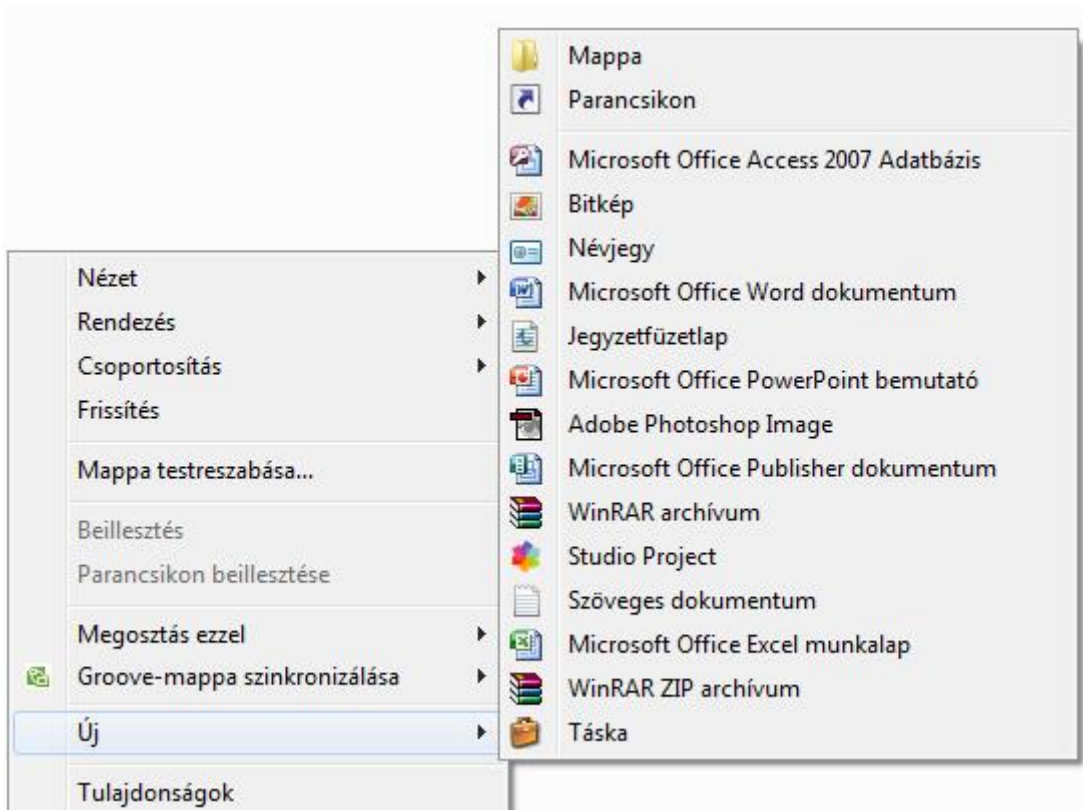 Mappa
Parancsikon
Microsoft Office Access 2007 Adatbázis
Bitkép
Névjegy
Microsoft Office Word dokumentum
Jegyzetfüzetlap
Microsoft Office PowerPoint bemutató
Adobe Photoshop Image
Microsoft Office Publisher dokumentum
WinRAR archívum
Studio Project
Szöveges dokumentum
Microsoft Office Excel munkalap
WinRAR ZIP archívum
Táska
Nézet
Rendezés
Csoportosítás
Frissítés
Mappa testreszabása...
Beillesztés
Parancsikon beillesztése
Megosztás ezzel
Groove-mappa szinkronizálása
Új
Tulajdonságok